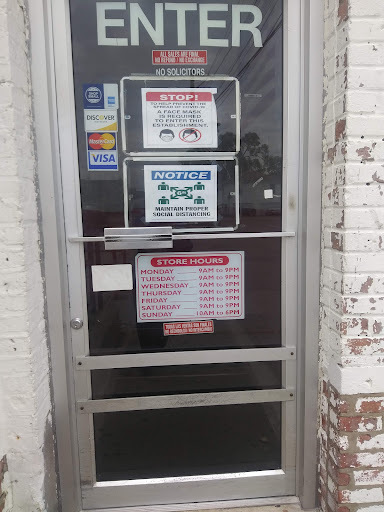 ENTER
ALL SALES ARE FINAL
NO REFUND / NO EXCHANGE
NO SOLICITORS
STOP!
TO HELP PREVENT THE
SPREAD OF COVID-19
A FACE MASK
IS REQUIRED
TO ENTER THIS
ESTABLISHMENT.
DISCOVER
MasterCard
VISA
NOTICE
6FT
MAINTAIN PROPER
SOCIAL DISTANCING
STORE HOURS
MONDAY 9AM to 9PM
TUESDAY 9AM to 9PM
WEDNESDAY 9AM to 9PM
THURSDAY 9AM to 9PM
FRIDAY 9AM to 9PM
SATURDAY 9AM to 9PM
SUNDAY 10AM to 6PM